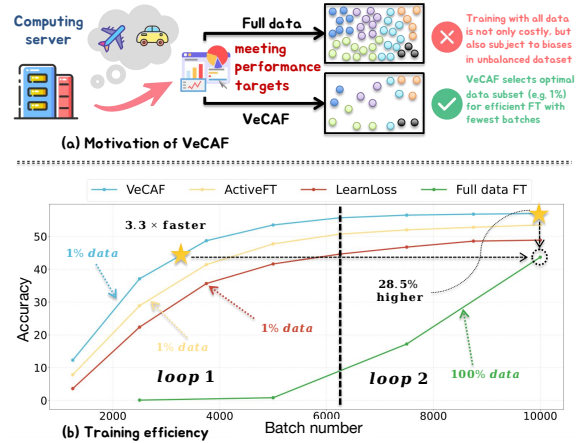 Computing
server
meeting
performance
targets
Full data
VeCAF
Training with all data
is not only costly, but
also subject to biases
in unbalanced dataset
VeCAF selects optimal
data subset (e.g. 1%)
for efficient FT with
fewest batches
(a) Motivation of VeCAF
VeCAF
ActiveFT
LearnLoss
Full data FT
Accuracy
50
40
30
20
10
0
3.3 × faster
1% data
1% data
1% data
28.5%
higher
100% data
loop 1
loop 2
2000
4000
6000
8000
10000
Batch number
(b) Training efficiency